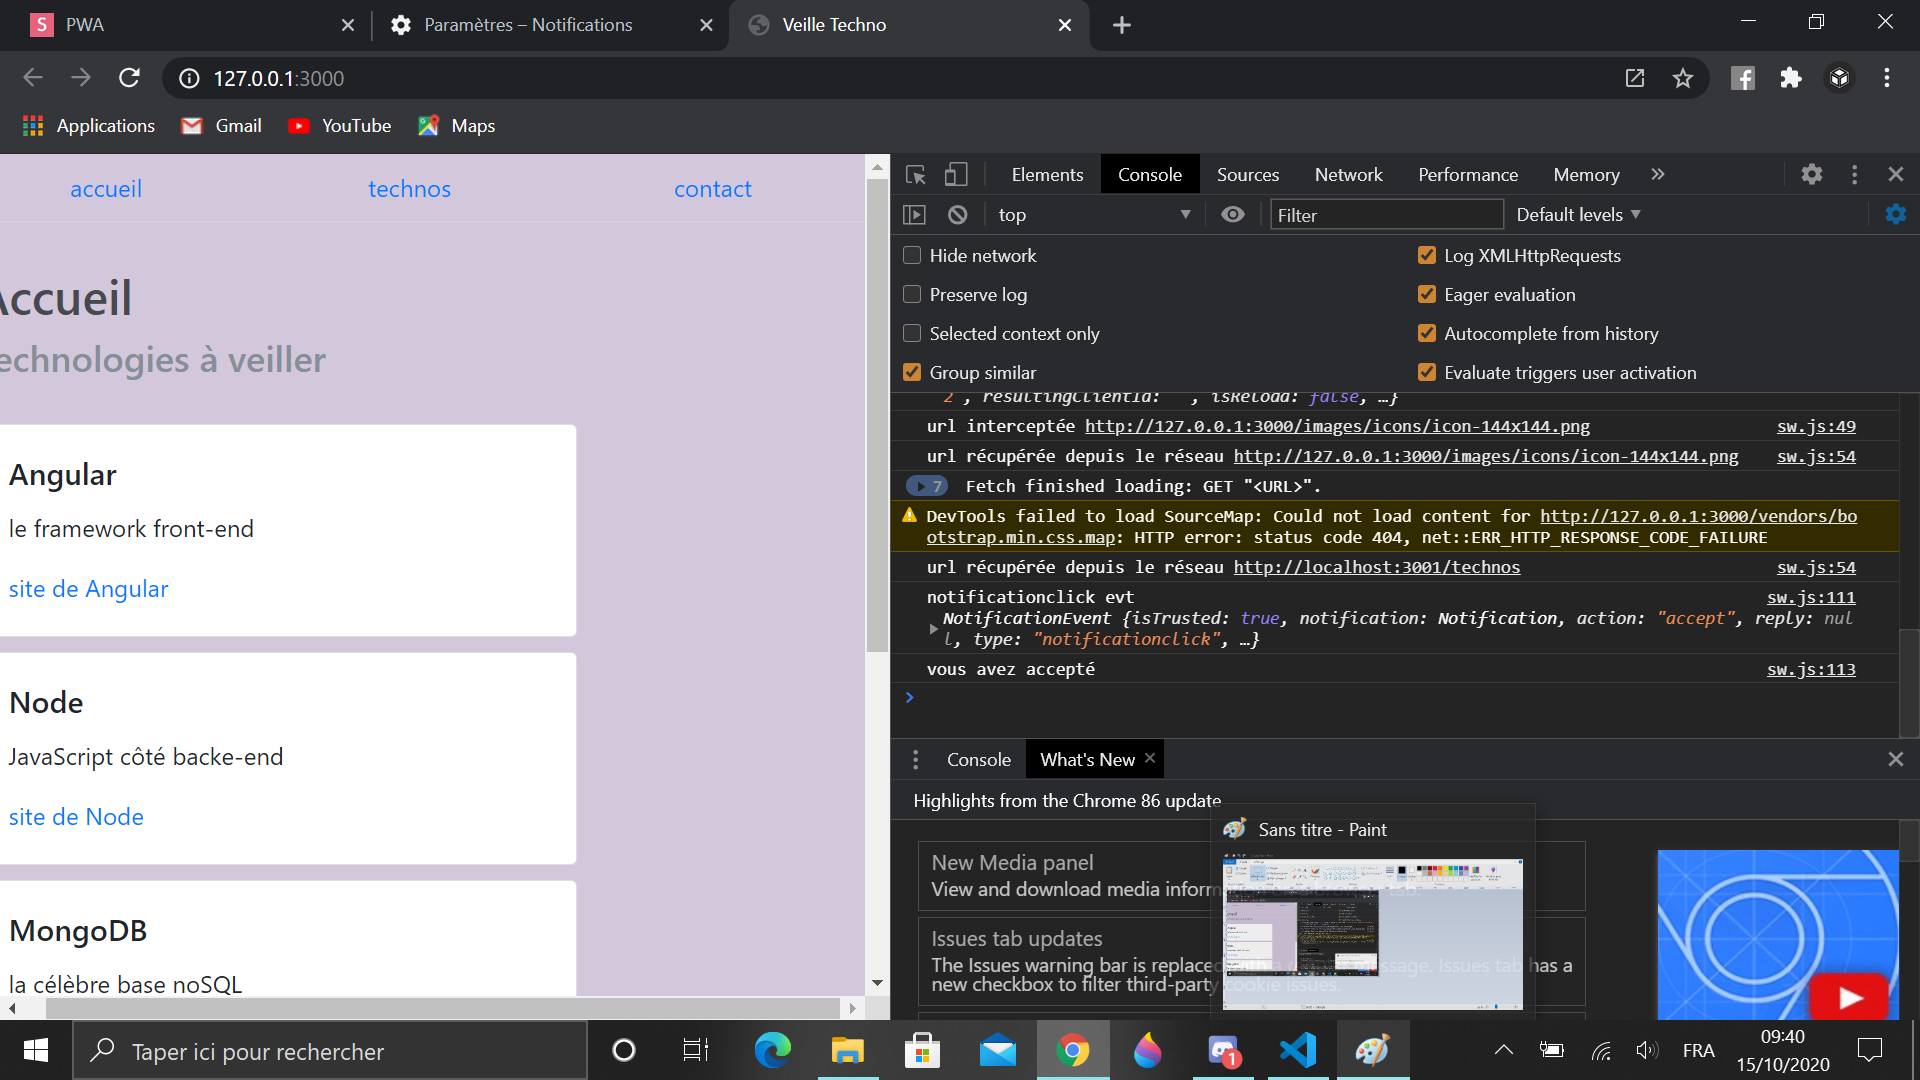 PWA
Paramètres – Notifications
Veille Techno
127.0.0.1:3000
Applications
Gmail
YouTube
Maps
accueil
technos
contact
Accueil
echnologies à veiller
Angular
le framework front-end
site de Angular
Node
JavaScript côté backe-end
site de Node
MongoDB
la célèbre base noSQL
Elements
Console
Sources
Network
Performance
Memory
top
Filter
Default levels
Hide network
Log XMLHttpRequests
Preserve log
Eager evaluation
Selected context only
Autocomplete from history
Group similar
Evaluate triggers user activation
2", resultingClientId: "", isReload: false, …}
url interceptée http://127.0.0.1:3000/images/icons/icon-144x144.png sw.js:49
url récupérée depuis le réseau http://127.0.0.1:3000/images/icons/icon-144x144.png sw.js:54
7 Fetch finished loading: GET "<URL>".
DevTools failed to load SourceMap: Could not load content for http://127.0.0.1:3000/vendors/bo
otstrap.min.css.map: HTTP error: status code 404, net::ERR_HTTP_RESPONSE_CODE_FAILURE
url récupérée depuis le réseau http://localhost:3001/technos sw.js:54
notificationclick evt sw.js:111
NotificationEvent {isTrusted: true, notification: Notification, action: "accept", reply: nul
l, type: "notificationclick", …}
vous avez accepté sw.js:113
Console
What's New
Highlights from the Chrome 86 update
Sans titre - Paint
New Media panel
View and download media inform
Issues tab updates
The Issues warning bar is replaced with a message. Issues tab has a
new checkbox to filter third-party cookie issues.
Taper ici pour rechercher
1
FRA
09:40
15/10/2020